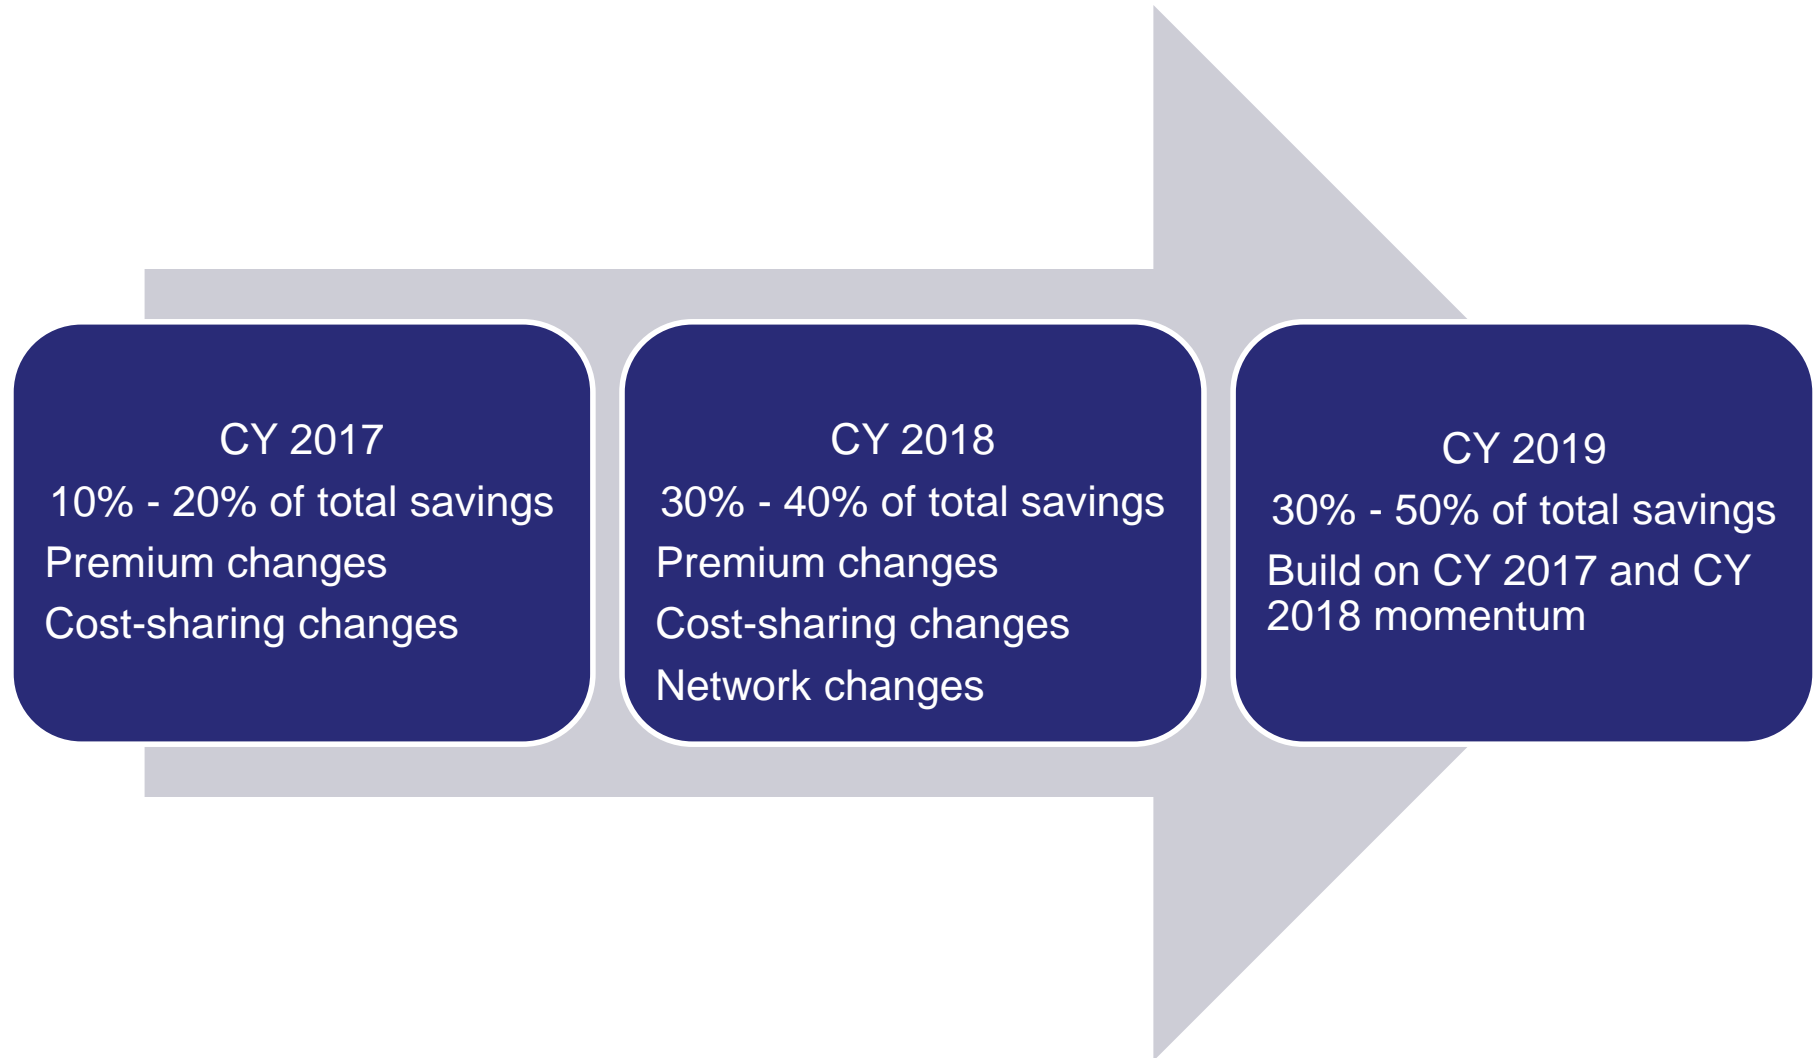 CY 2017
10% - 20% of total savings
Premium changes
Cost-sharing changes
CY 2018
30% - 40% of total savings
Premium changes
Cost-sharing changes
Network changes
CY 2019
30% - 50% of total savings
Build on CY 2017 and CY
2018 momentum